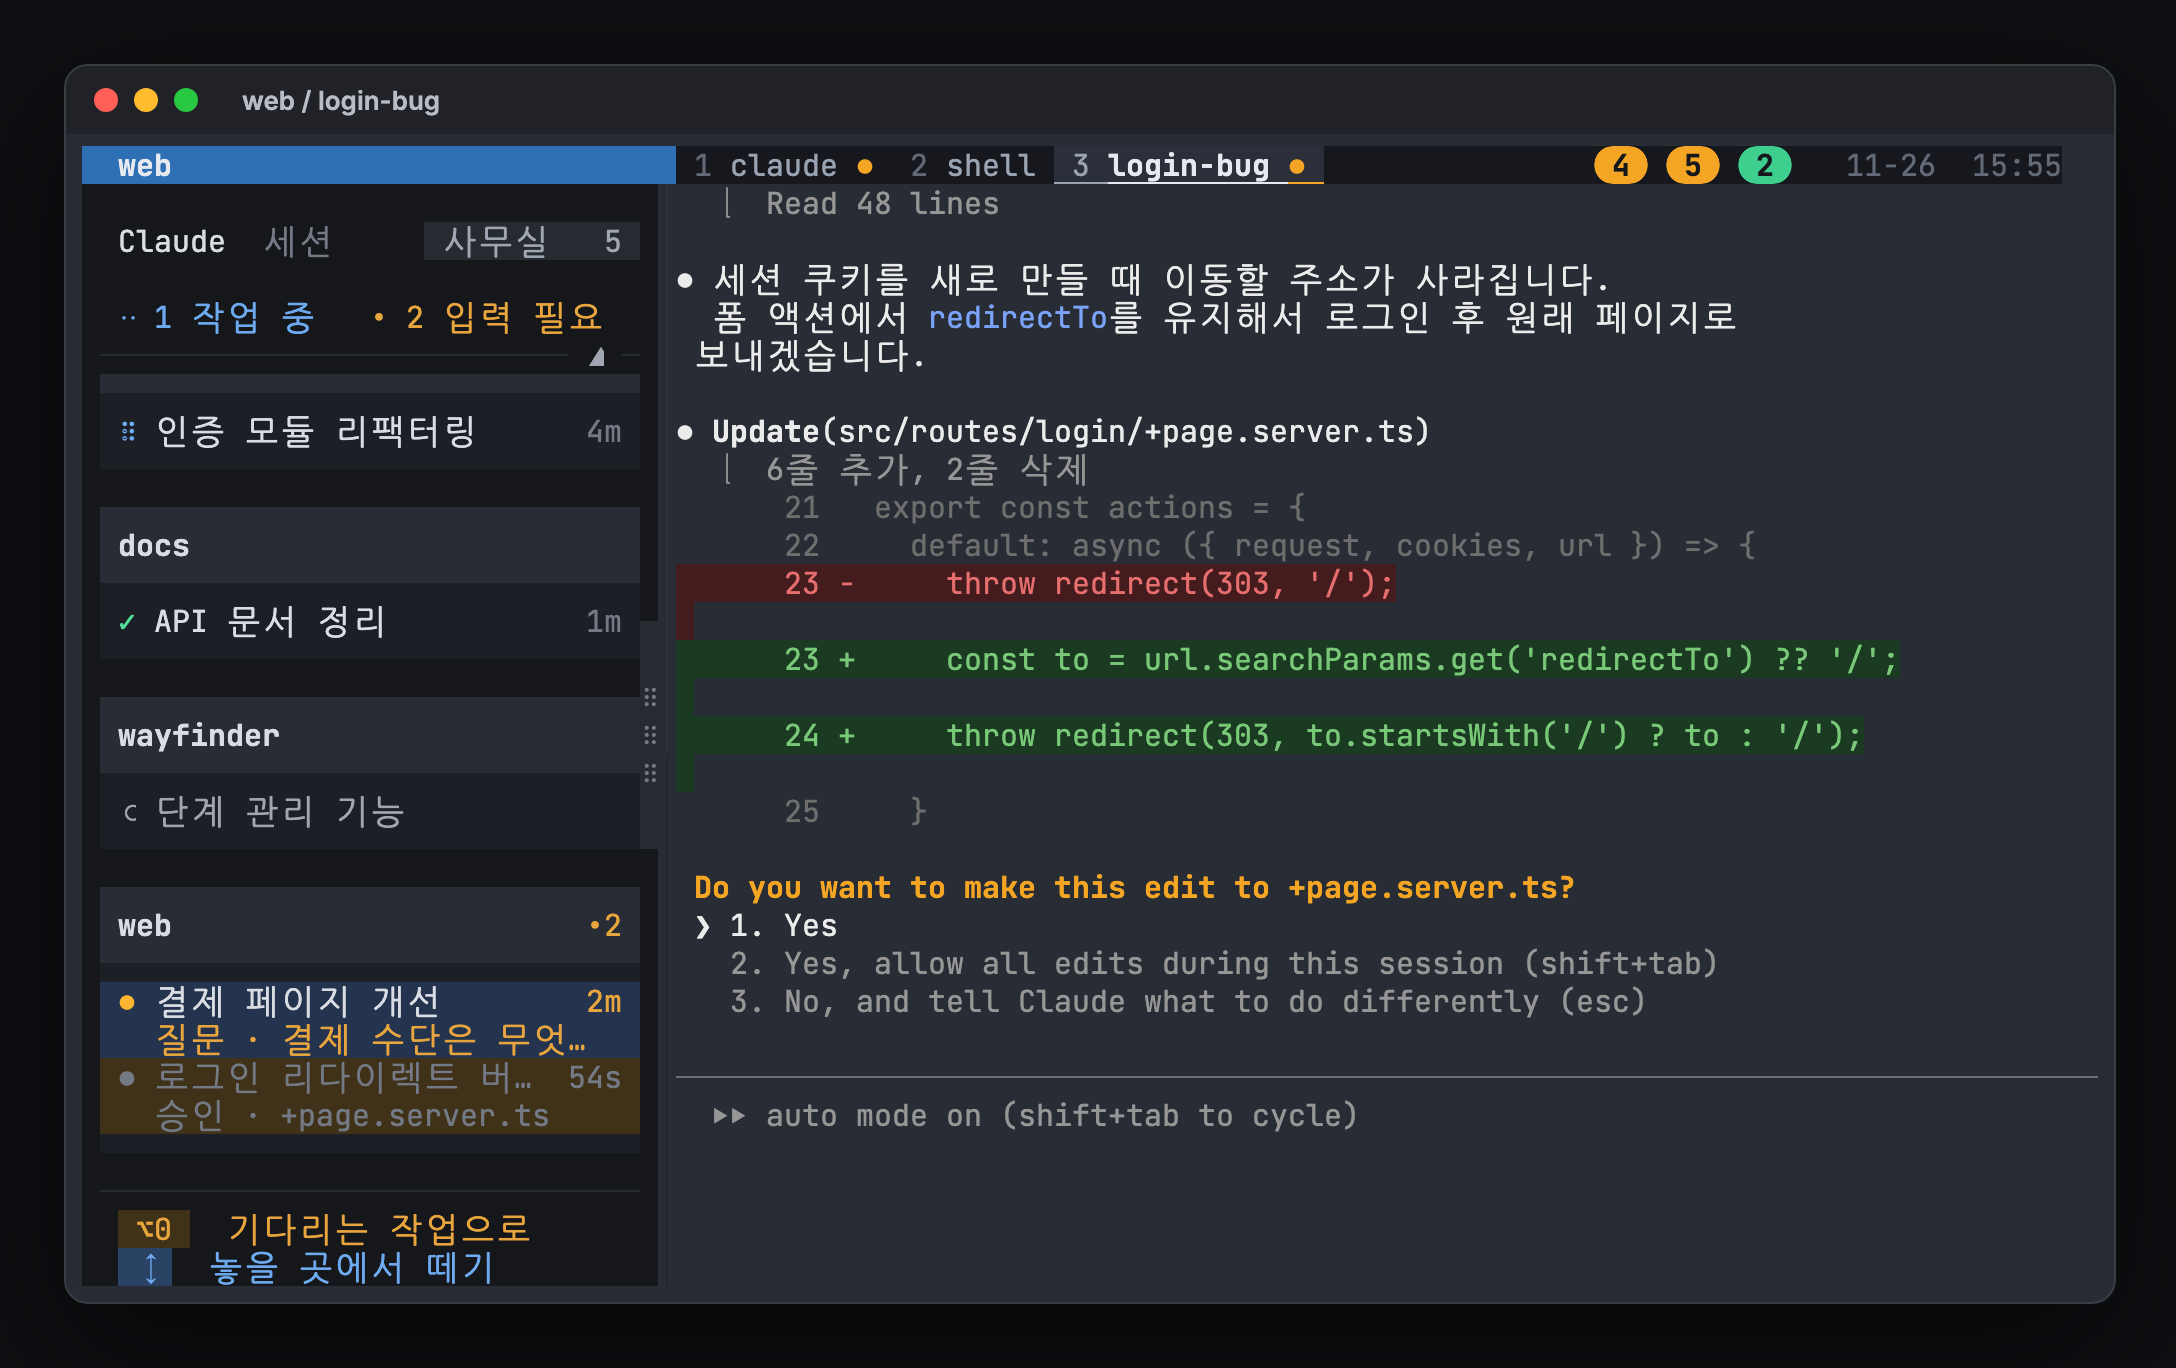 web / login-bug
web
1 claude ● 2 shell 3 login-bug ●
4 5 2 11-26 15:55
Claude 세션 사무실 5
·· 1 작업 중 • 2 입력 필요
인증 모듈 리팩터링 4m
docs
✓ API 문서 정리 1m
wayfinder
단계 관리 기능
web •2
● 결제 페이지 개선 2m
질문 · 결제 수단은 무엇…
● 로그인 리다이렉트 버… 54s
승인 · +page.server.ts
⌥0 기다리는 작업으로
↕ 놓을 곳에서 떼기
⎿ Read 48 lines
● 세션 쿠키를 새로 만들 때 이동할 주소가 사라집니다.
폼 액션에서 redirectTo를 유지해서 로그인 후 원래 페이지로
보내겠습니다.
● Update(src/routes/login/+page.server.ts)
⎿ 6줄 추가, 2줄 삭제
21 export const actions = {
22 default: async ({ request, cookies, url }) => {
23 - throw redirect(303, '/');
23 + const to = url.searchParams.get('redirectTo') ?? '/';
24 + throw redirect(303, to.startsWith('/') ? to : '/');
25 }
Do you want to make this edit to +page.server.ts?
❯ 1. Yes
2. Yes, allow all edits during this session (shift+tab)
3. No, and tell Claude what to do differently (esc)
▶▶ auto mode on (shift+tab to cycle)